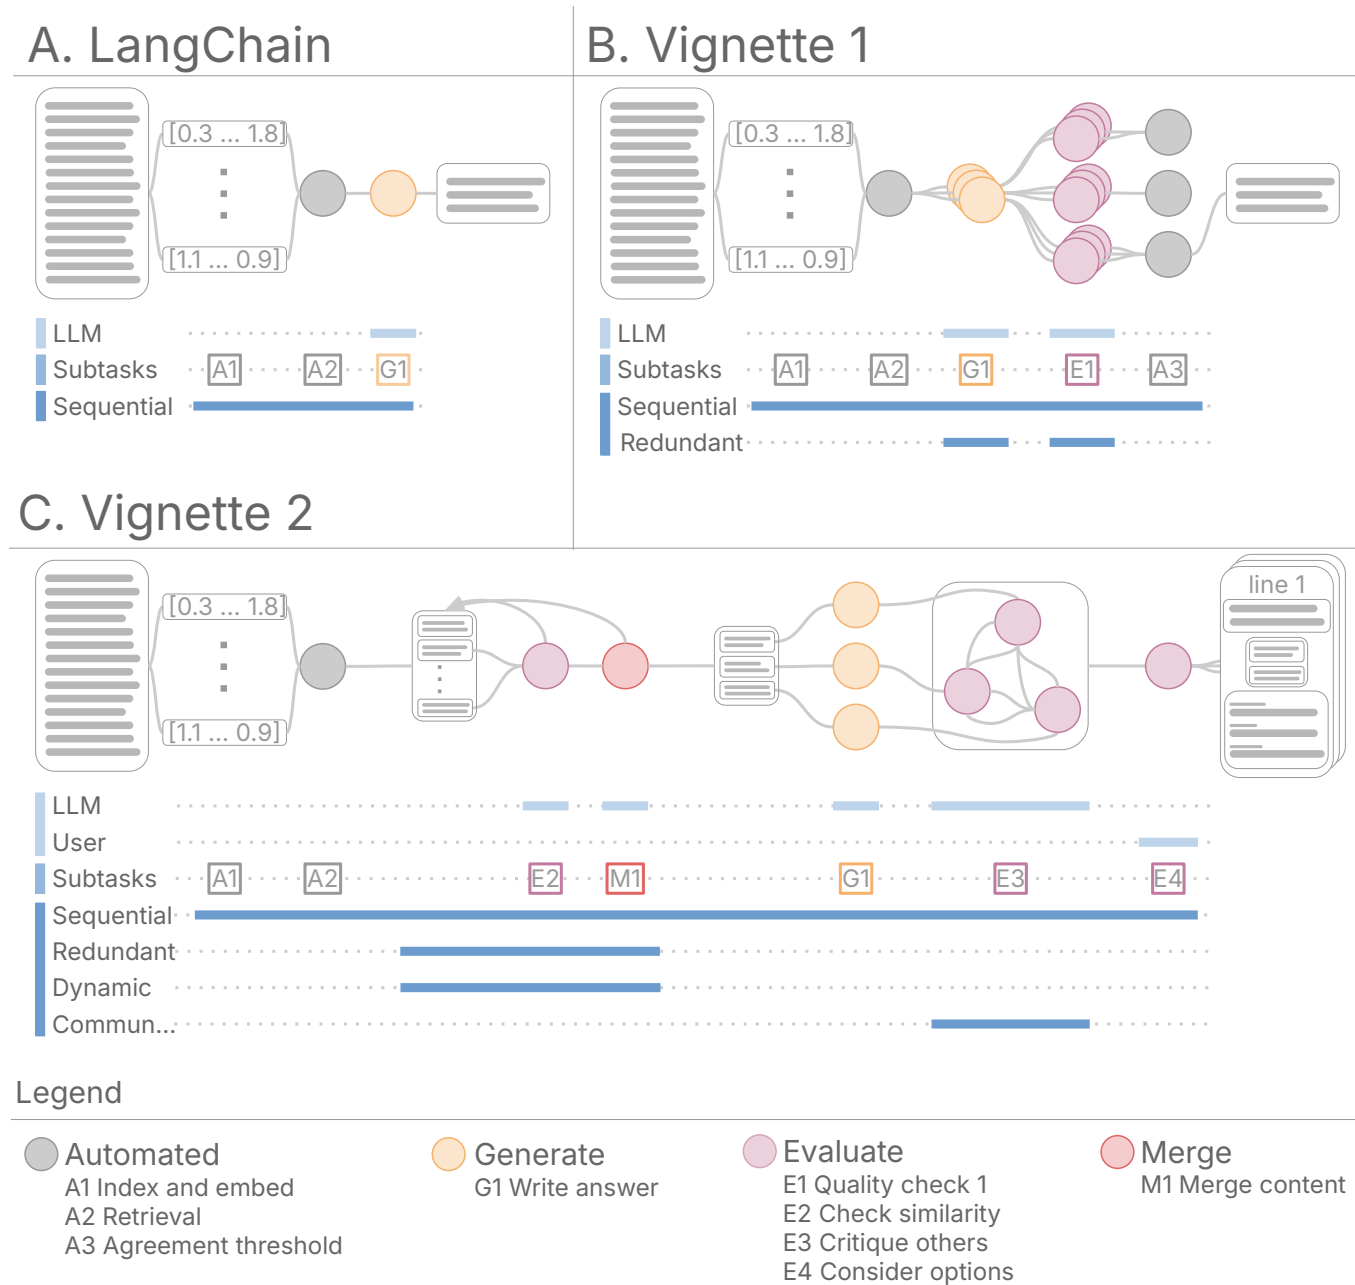 A. LangChain
[0.3 ... 1.8]
[1.1 ... 0.9]
LLM
Subtasks A1 A2 G1
Sequential
B. Vignette 1
[0.3 ... 1.8]
[1.1 ... 0.9]
LLM
Subtasks A1 A2 G1 E1 A3
Sequential
Redundant
C. Vignette 2
[0.3 ... 1.8]
[1.1 ... 0.9]
line 1
LLM
User
Subtasks A1 A2 E2 M1 G1 E3 E4
Sequential
Redundant
Dynamic
Commun...
Legend
Automated
A1 Index and embed
A2 Retrieval
A3 Agreement threshold
Generate
G1 Write answer
Evaluate
E1 Quality check 1
E2 Check similarity
E3 Critique others
E4 Consider options
Merge
M1 Merge content